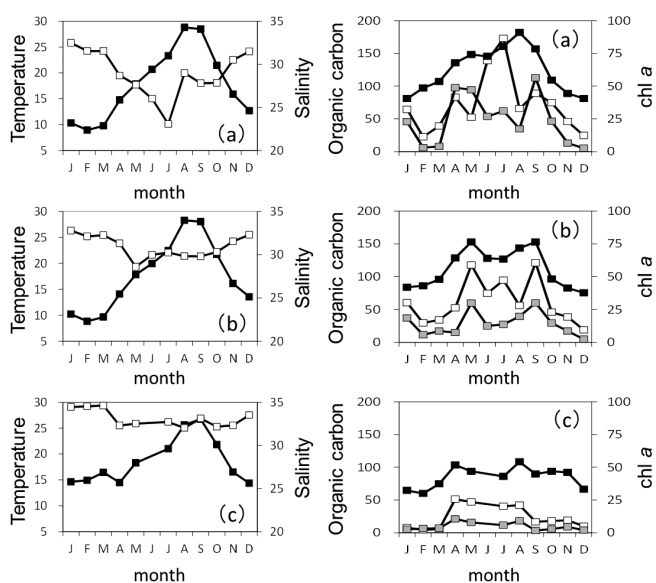 30 35 200 100
25 150 75
20 30 100 50
15 25 50 25
10
5 20 0 0
Temperature Salinity Organic carbon chl a
(a) (a)
J F M A M J J A S O N D J F M A M J J A S O N D
month month
30 35 200 100
25 150 75
20 30 100 50
15 25 50 25
10
5 20 0 0
Temperature Salinity Organic carbon chl a
(b) (b)
J F M A M J J A S O N D J F M A M J J A S O N D
month month
30 35 200 100
25 150 75
20 30 100 50
15 25 50 25
10
5 20 0 0
Temperature Salinity Organic carbon chl a
(c) (c)
J F M A M J J A S O N D J F M A M J J A S O N D
month month